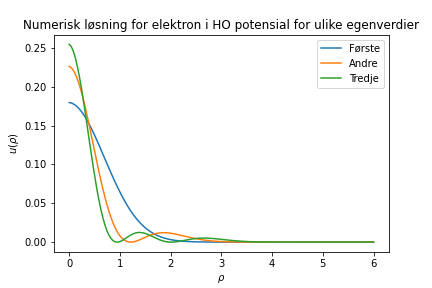 Numerisk løsning for elektron i HO potensial for ulike egenverdier
Første
Andre
Tredje
0.25
0.20
0.15
0.10
0.05
0.00
u(ρ)
0 1 2 3 4 5 6
ρ